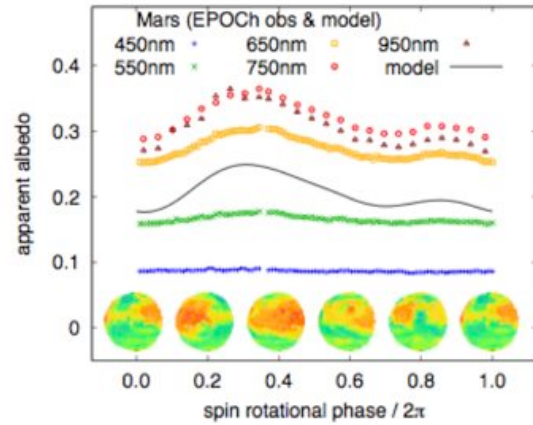 Mars (EPOCh obs & model)
450nm 650nm 950nm
550nm 750nm model
0.4
0.3
0.2
0.1
0
apparent albedo
0.0 0.2 0.4 0.6 0.8 1.0
spin rotational phase / 2π